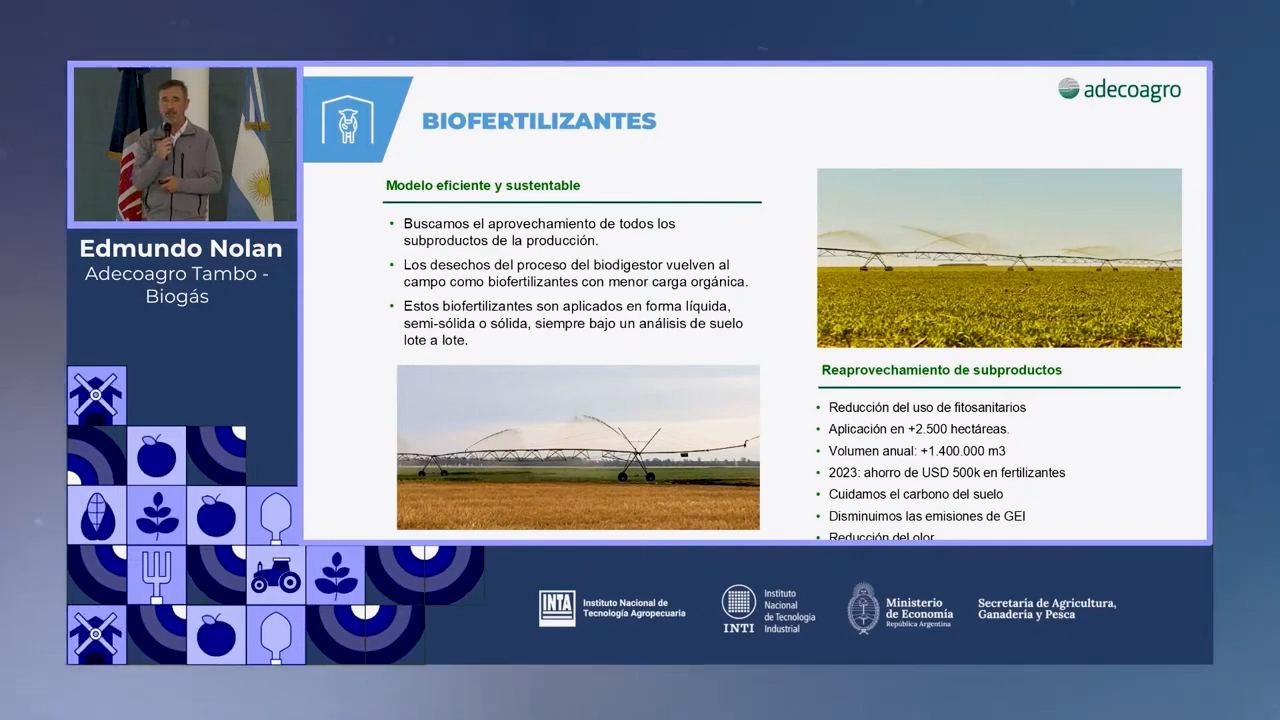 adecoagro
BIOFERTILIZANTES
Modelo eficiente y sustentable
• Buscamos el aprovechamiento de todos los
subproductos de la producción.
• Los desechos del proceso del biodigestor vuelven al
campo como biofertilizantes con menor carga orgánica.
• Estos biofertilizantes son aplicados en forma líquida,
semi-sólida o sólida, siempre bajo un análisis de suelo
lote a lote.
Reaprovechamiento de subproductos
• Reducción del uso de fitosanitarios
• Aplicación en +2.500 hectáreas.
• Volumen anual: +1.400.000 m3
• 2023: ahorro de USD 500k en fertilizantes
• Cuidamos el carbono del suelo
• Disminuimos las emisiones de GEI
• Reducción del olor
Edmundo Nolan
Adecoagro Tambo -
Biogás
INTA
Instituto Nacional de
Tecnología Agropecuaria
INTI
Instituto
Nacional
de Tecnología
Industrial
Ministerio
de Economía
República Argentina
Secretaría de Agricultura,
Ganadería y Pesca